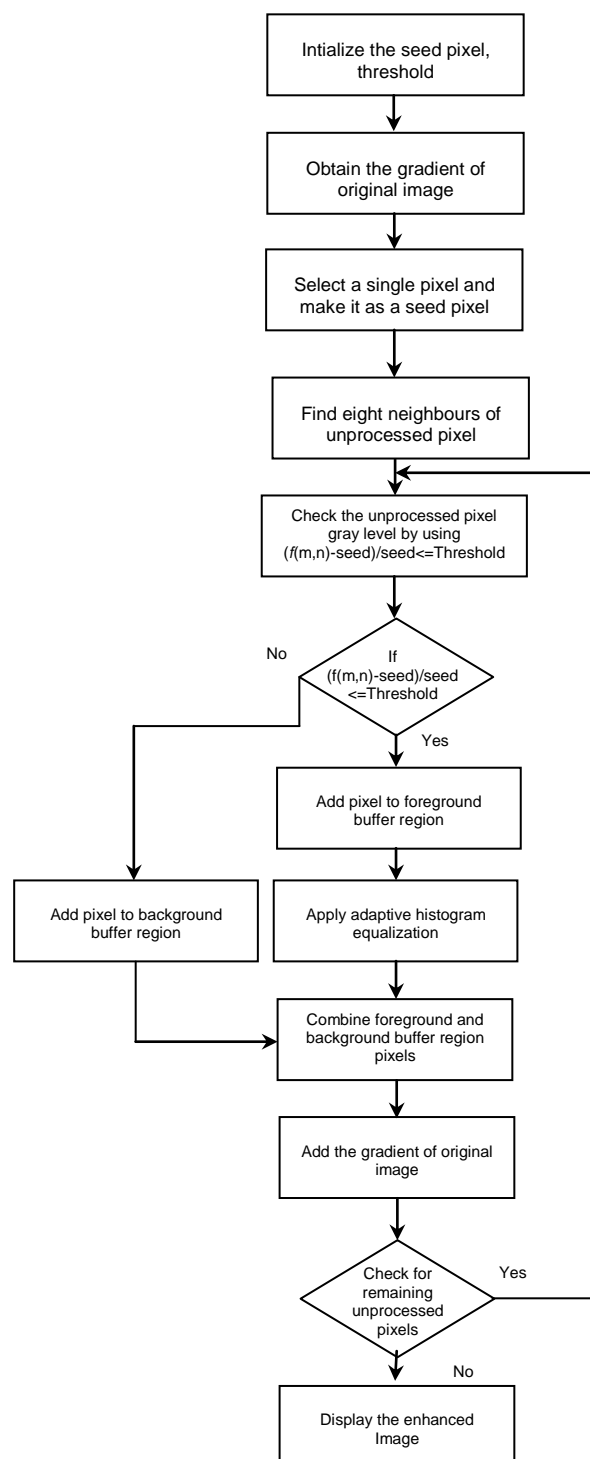 Intialize the seed pixel,
threshold
Obtain the gradient of
original image
Select a single pixel and
make it as a seed pixel
Find eight neighbours of
unprocessed pixel
Check the unprocessed pixel
gray level by using
(f(m,n)-seed)/seed<=Threshold
No
If
(f(m,n)-seed)/seed
<=Threshold
Yes
Add pixel to foreground
buffer region
Add pixel to background
buffer region
Apply adaptive histogram
equalization
Combine foreground and
background buffer region
pixels
Add the gradient of original
image
Check for
remaining
unprocessed
pixels
Yes
No
Display the enhanced
Image